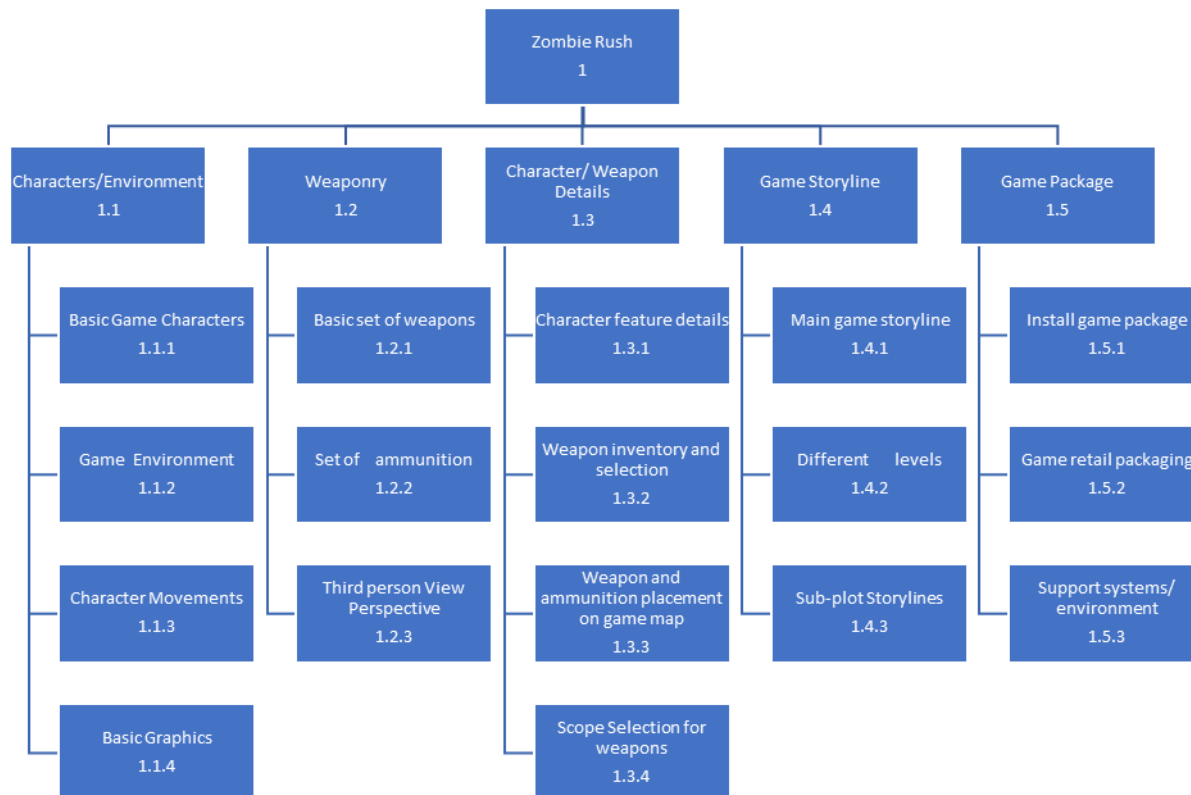 Zombie Rush
1
Characters/Environment
1.1
Weaponry
1.2
Character/ Weapon
Details
1.3
Game Storyline
1.4
Game Package
1.5
Basic Game Characters
1.1.1
Game Environment
1.1.2
Character Movements
1.1.3
Basic Graphics
1.1.4
Basic set of weapons
1.2.1
Set of ammunition
1.2.2
Third person View
Perspective
1.2.3
Character feature details
1.3.1
Weapon inventory and
selection
1.3.2
Weapon and
ammunition placement
on game map
1.3.3
Scope Selection for
weapons
1.3.4
Main game storyline
1.4.1
Different levels
1.4.2
Sub-plot Storylines
1.4.3
Install game package
1.5.1
Game retail packaging
1.5.2
Support systems/
environment
1.5.3